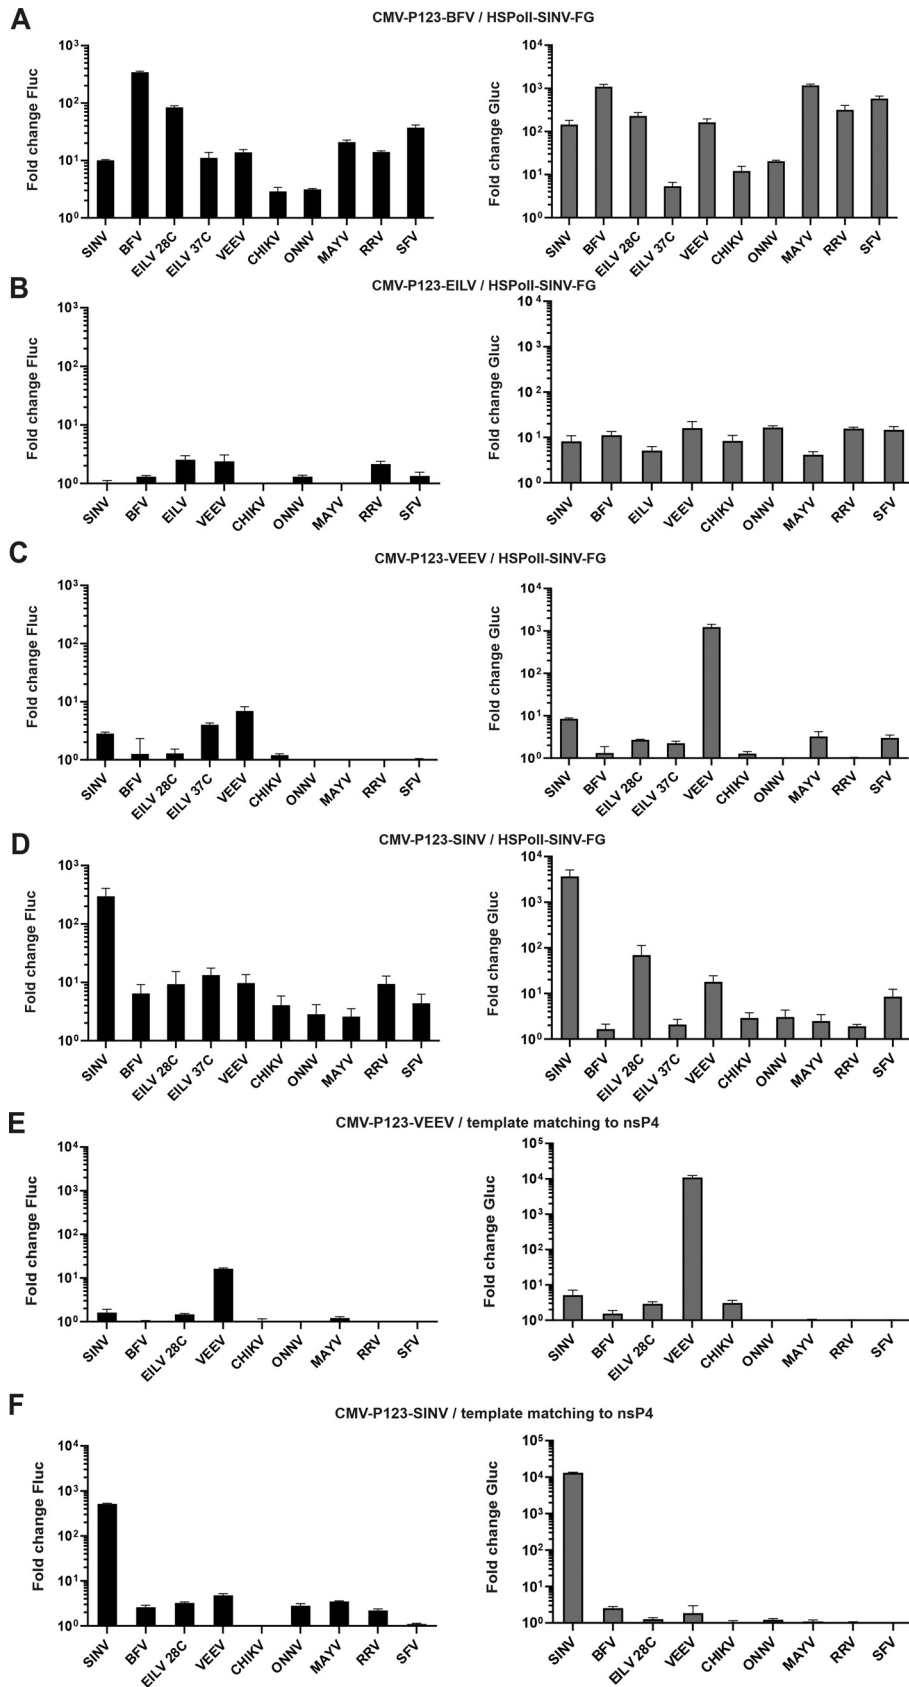 A
CMV-P123-BFV / HSPolI-SINV-FG
Fold change Fluc
10³
10²
10¹
10⁰
SINV
BFV
EILV 28C
EILV 37C
VEEV
CHIKV
ONNV
MAYV
RRV
SFV
Fold change Gluc
10⁴
10³
10²
10¹
10⁰
SINV
BFV
EILV 28C
EILV 37C
VEEV
CHIKV
ONNV
MAYV
RRV
SFV
B
CMV-P123-EILV / HSPolI-SINV-FG
Fold change Fluc
10³
10²
10¹
10⁰
SINV
BFV
EILV
VEEV
CHIKV
ONNV
MAYV
RRV
SFV
Fold change Gluc
10⁴
10³
10²
10¹
10⁰
SINV
BFV
EILV
VEEV
CHIKV
ONNV
MAYV
RRV
SFV
C
CMV-P123-VEEV / HSPolI-SINV-FG
Fold change Fluc
10³
10²
10¹
10⁰
SINV
BFV
EILV 28C
EILV 37C
VEEV
CHIKV
ONNV
MAYV
RRV
SFV
Fold change Gluc
10⁴
10³
10²
10¹
10⁰
SINV
BFV
EILV 28C
EILV 37C
VEEV
CHIKV
ONNV
MAYV
RRV
SFV
D
CMV-P123-SINV / HSPolI-SINV-FG
Fold change Fluc
10³
10²
10¹
10⁰
SINV
BFV
EILV 28C
EILV 37C
VEEV
CHIKV
ONNV
MAYV
RRV
SFV
Fold change Gluc
10⁴
10³
10²
10¹
10⁰
SINV
BFV
EILV 28C
EILV 37C
VEEV
CHIKV
ONNV
MAYV
RRV
SFV
E
CMV-P123-VEEV / template matching to nsP4
Fold change Fluc
10⁴
10³
10²
10¹
10⁰
SINV
BFV
EILV 28C
VEEV
CHIKV
ONNV
MAYV
RRV
SFV
Fold change Gluc
10⁵
10⁴
10³
10²
10¹
10⁰
SINV
BFV
EILV 28C
VEEV
CHIKV
ONNV
MAYV
RRV
SFV
F
CMV-P123-SINV / template matching to nsP4
Fold change Fluc
10⁴
10³
10²
10¹
10⁰
SINV
BFV
EILV 28C
VEEV
CHIKV
ONNV
MAYV
RRV
SFV
Fold change Gluc
10⁵
10⁴
10³
10²
10¹
10⁰
SINV
BFV
EILV 28C
VEEV
CHIKV
ONNV
MAYV
RRV
SFV